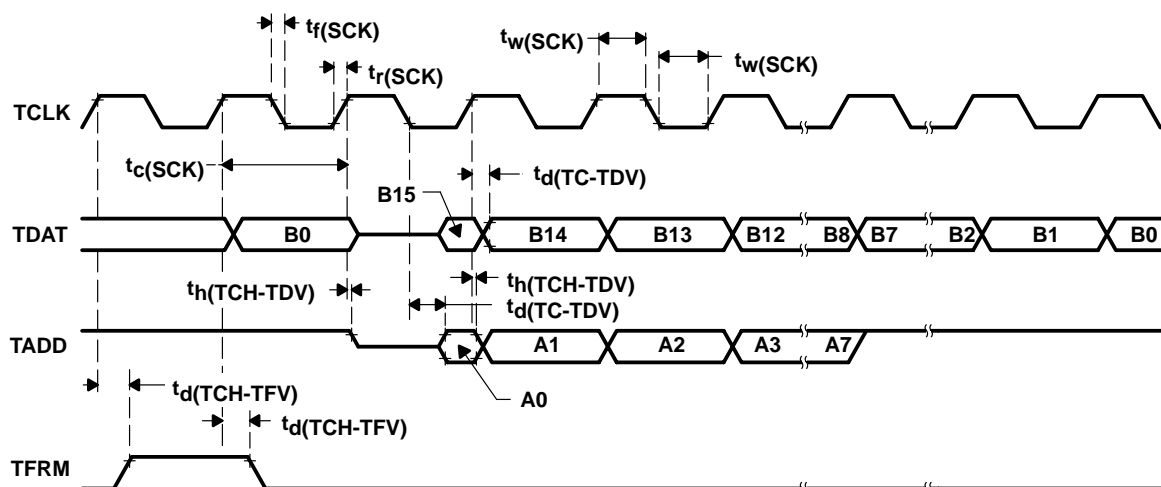 tf(SCK)
tw(SCK)
tw(SCK)
tr(SCK)
TCLK
tc(SCK)
td(TC-TDV)
B15
TDAT
B0
B14
B13
B12
B8
B7
B2
B1
B0
th(TCH-TDV)
th(TCH-TDV)
td(TC-TDV)
TADD
A1
A2
A3
A7
A0
td(TCH-TFV)
td(TCH-TFV)
TFRM